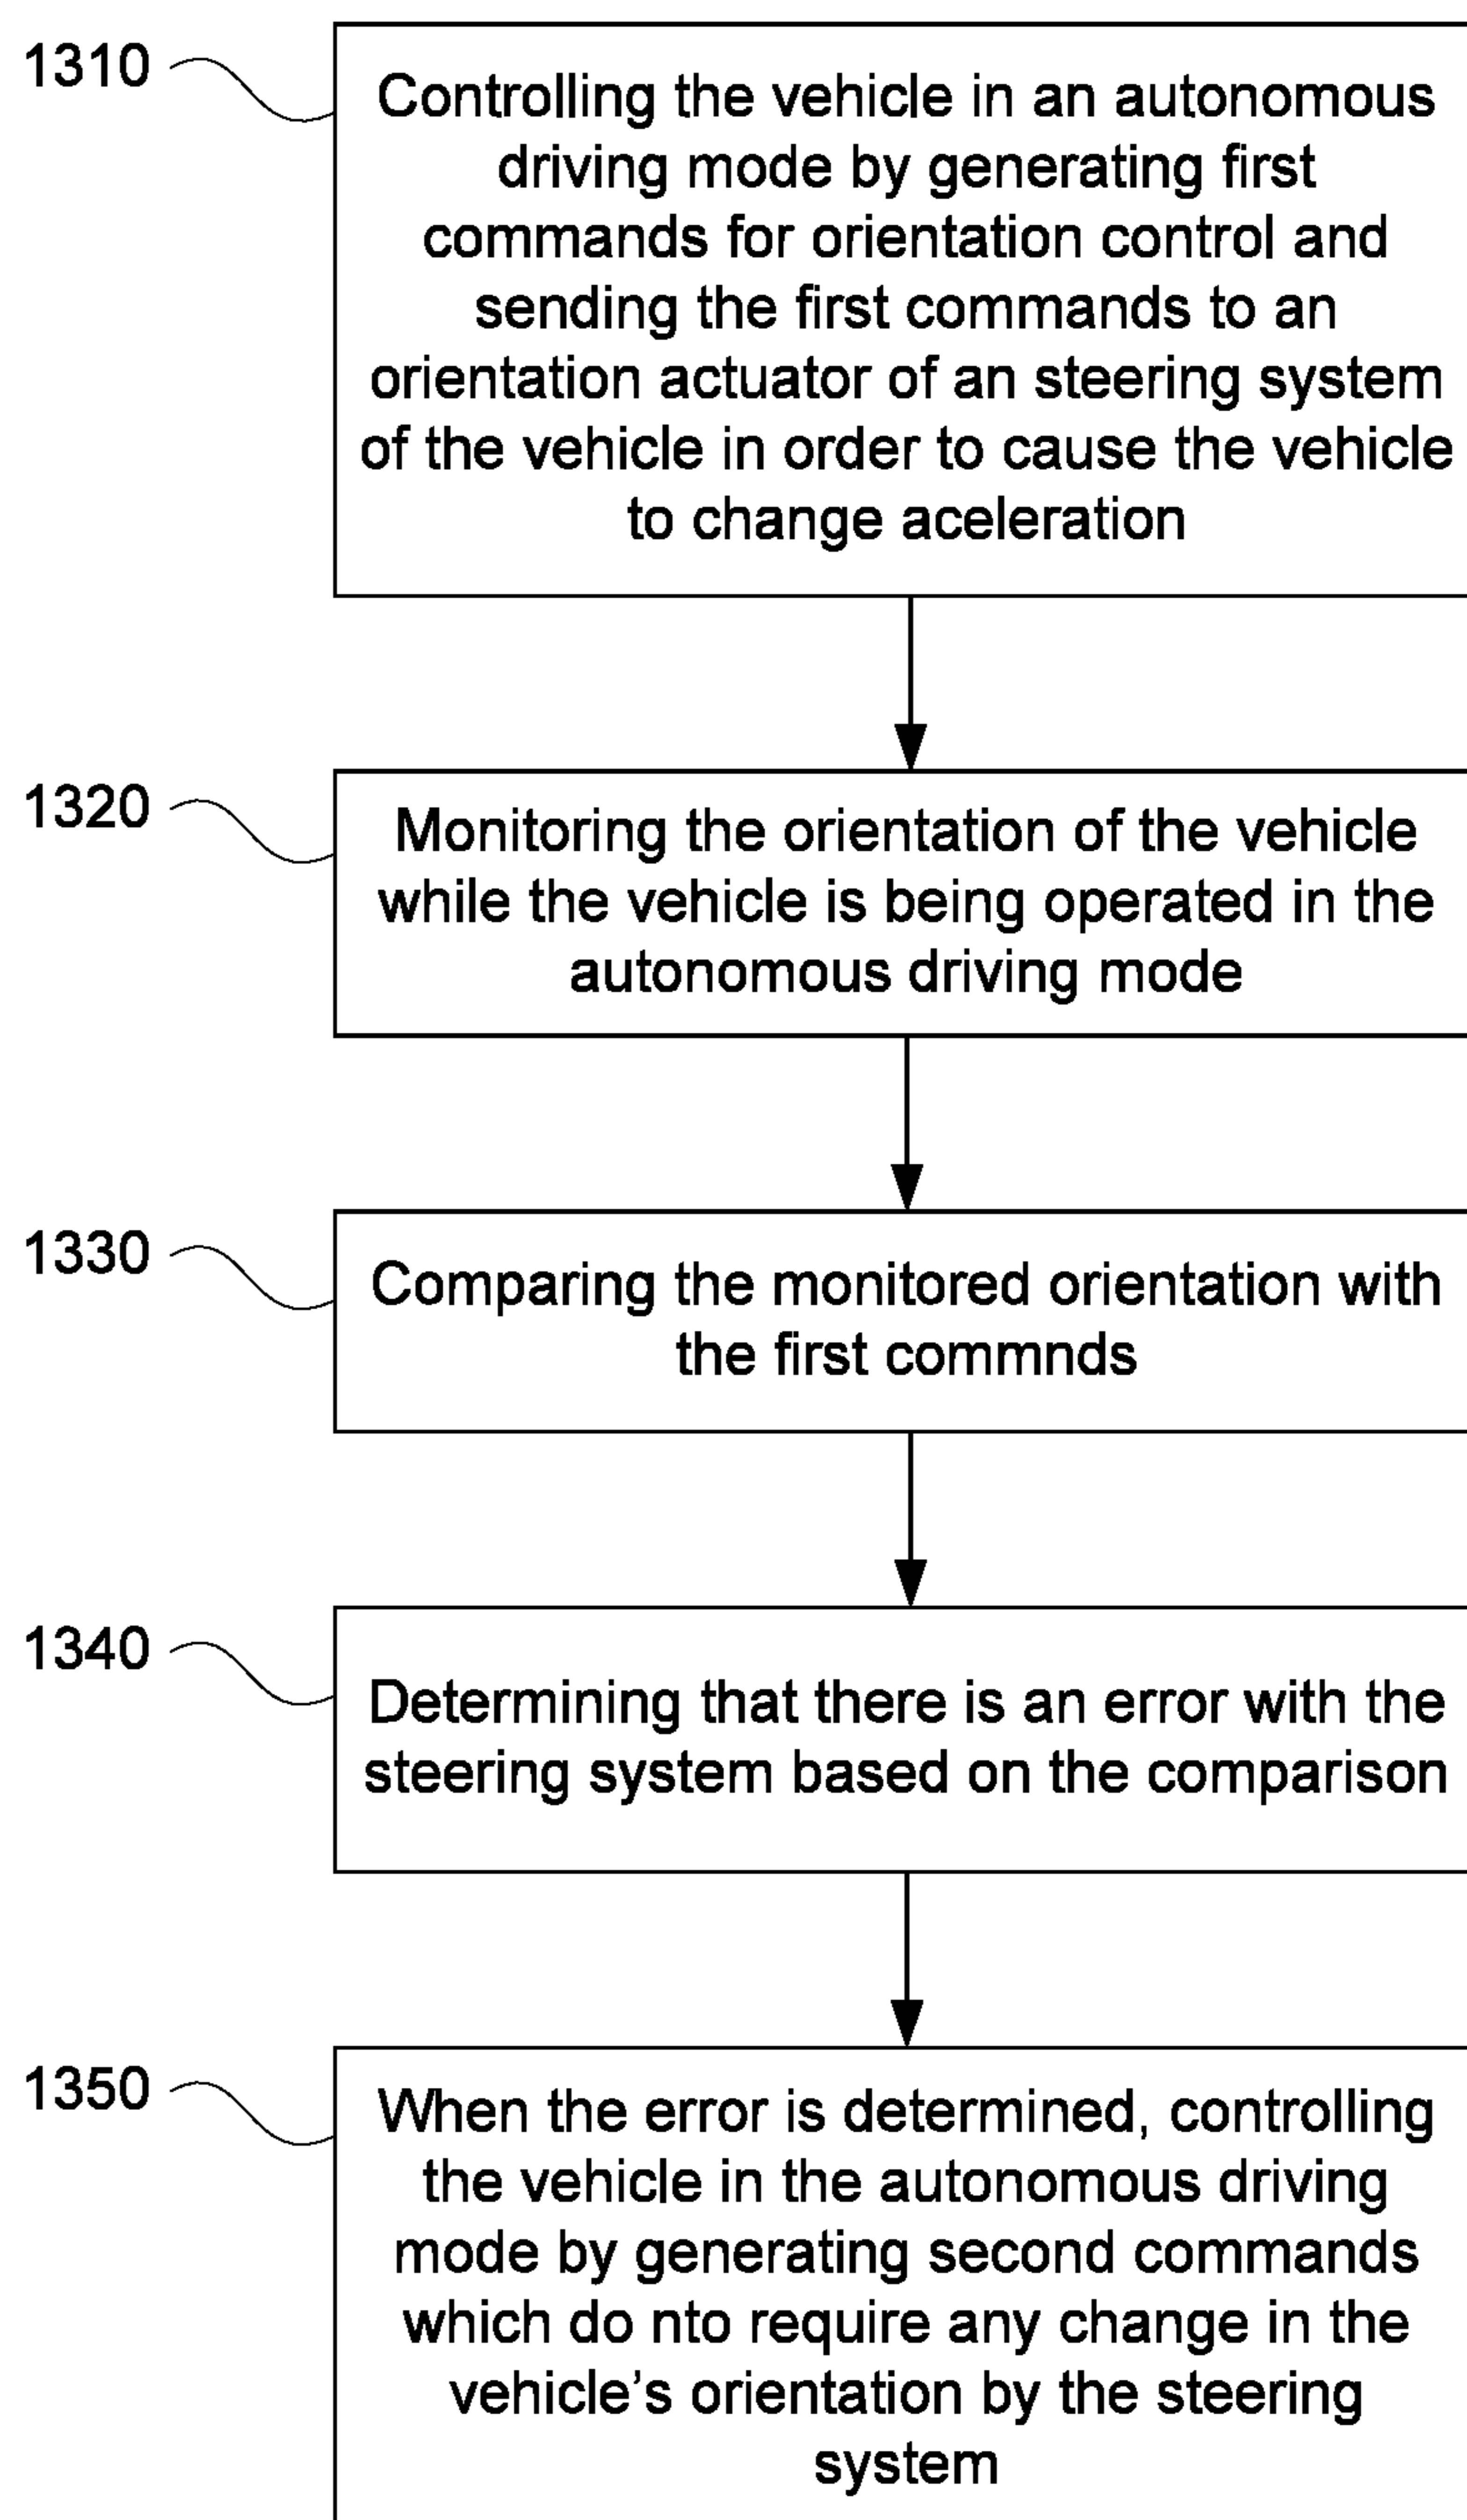 1310
Controlling the vehicle in an autonomous
driving mode by generating first
commands for orientation control and
sending the first commands to an
orientation actuator of an steering system
of the vehicle in order to cause the vehicle
to change aceleration
1320
Monitoring the orientation of the vehicle
while the vehicle is being operated in the
autonomous driving mode
1330
Comparing the monitored orientation with
the first commnds
1340
Determining that there is an error with the
steering system based on the comparison
1350
When the error is determined, controlling
the vehicle in the autonomous driving
mode by generating second commands
which do nto require any change in the
vehicle's orientation by the steering
system